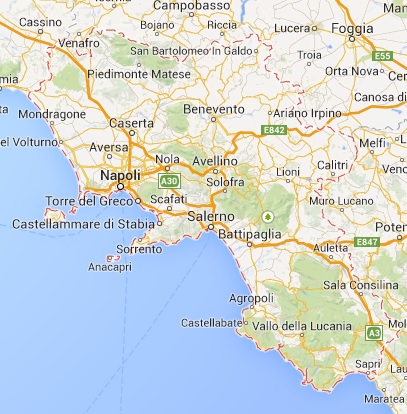 Campobasso
Cassino
Bojano
Lucera
Foggia
Venafro
San Bartolomeo In Galdo
Troia
E55
Piedimonte Matese
Orta Nova
Canosa di
Mondragone
Benevento
Ariano Irpino
Caserta
E842
el Volturno
Aversa
Melfi
Nola
Avellino
Calitri
Ven
Napoli
A30
Solofra
Lioni
Torre del Greco
Scafati
Muro Lucano
Castellammare di Stabia
Salerno
Battipaglia
Poten
E847
Sorrento
Auletta
Anacapri
Sala Consilina
Agropoli
Castellabate
Vallo della Lucania
A3
Sapri
Lau
Maratea